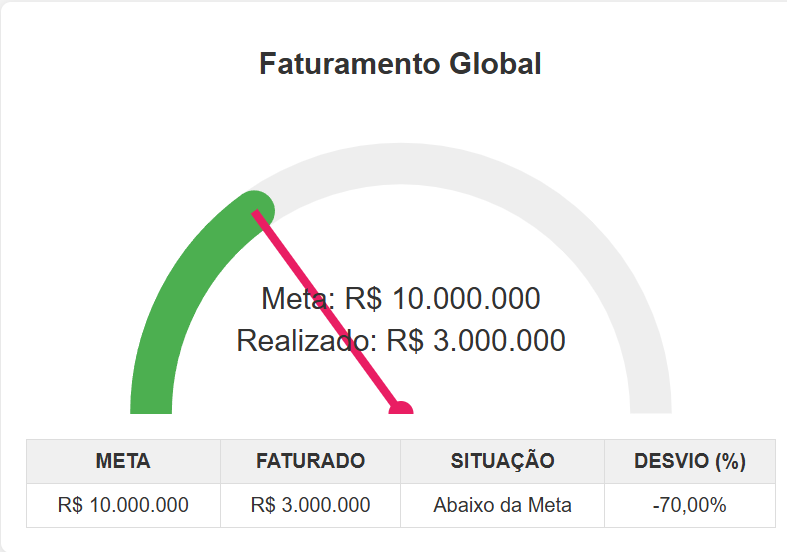 Faturamento Global
Meta: R$ 10.000.000
Realizado: R$ 3.000.000
META FATURADO SITUAÇÃO DESVIO (%)
R$ 10.000.000 R$ 3.000.000 Abaixo da Meta -70,00%